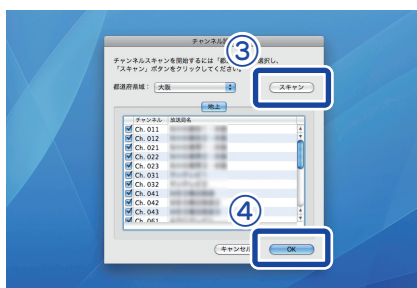 チャンネル
③
チャンネルスキャンを開始するには「都 選択し、
「スキャン」ボタンをクリックしてください。
都道府県域： 大阪
スキャン
地上
チャンネル 放送局名
Ch. 011
Ch. 012
Ch. 021
Ch. 022
Ch. 023
Ch. 031
Ch. 032
Ch. 041
Ch. 042
Ch. 043
Ch. 061
④
キャンセル
OK